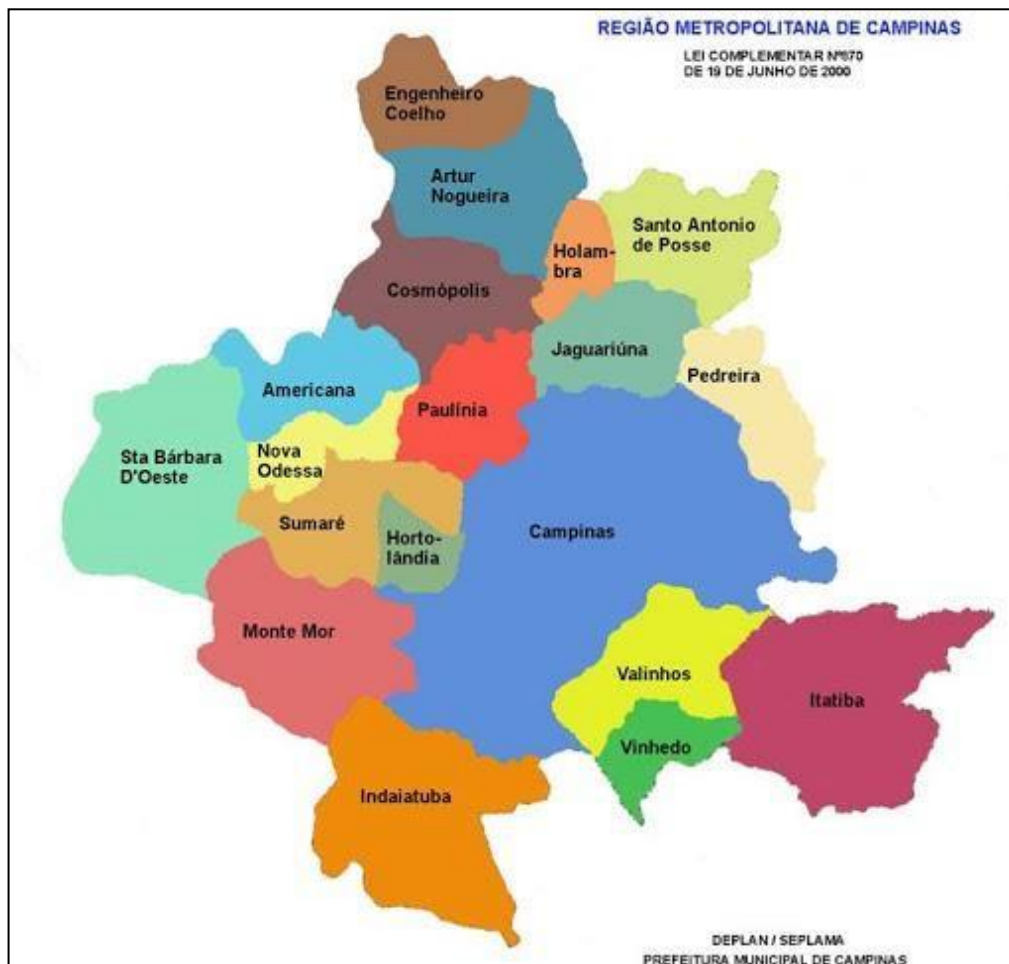 REGIÃO METROPOLITANA DE CAMPINAS
LEI COMPLEMENTAR Nº870
DE 19 DE JUNHO DE 2000
Engenheiro
Coelho
Artur
Nogueira
Santo Antonio
de Posse
Holam-
bra
Cosmópolis
Jaguariúna
Pedreira
Americana
Paulínia
Sta Bárbara
D'Oeste
Nova
Odessa
Sumaré
Horto-
lândia
Campinas
Monte Mor
Valinhos
Itatiba
Vinhedo
Indaiatuba
DEPLAN / SEPLAMA
PREFEITURA MUNICIPAL DE CAMPINAS